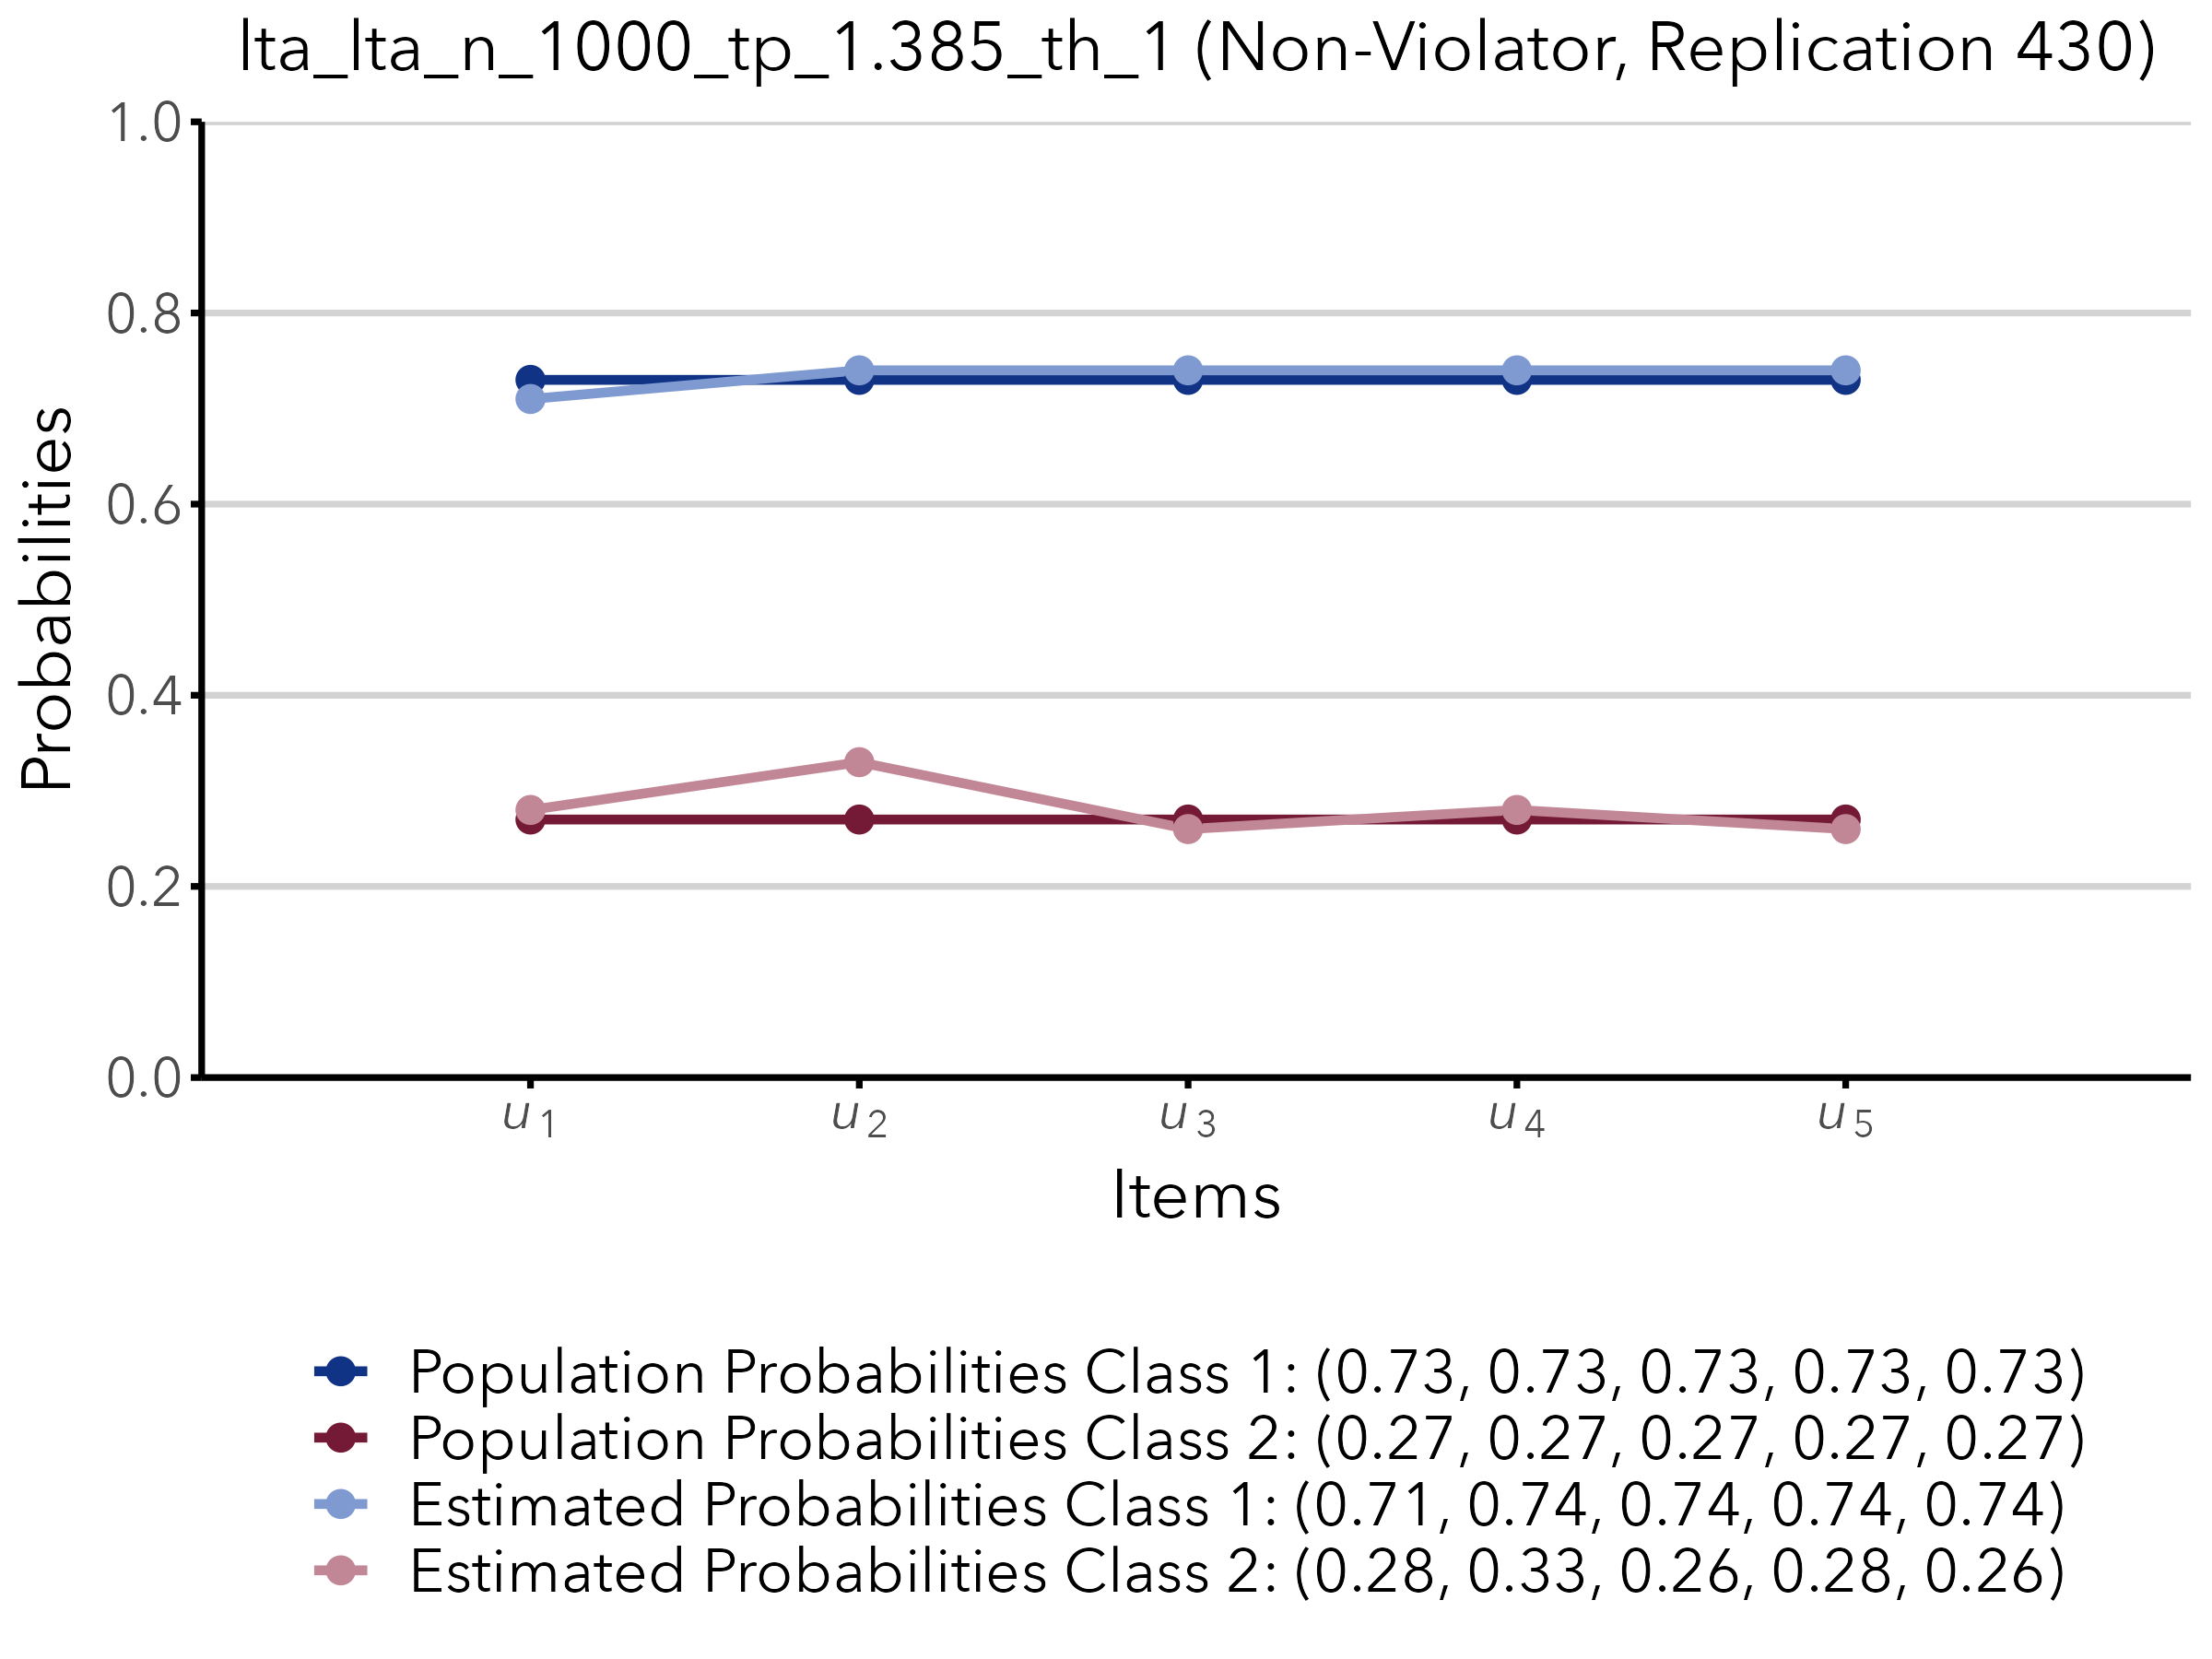 lta_lta_n_1000_tp_1.385_th_1 (Non-Violator, Replication 430)
1.0
0.8
0.6
0.4
0.2
0.0
Probabilities
u1 u2 u3 u4 u5
Items
Population Probabilities Class 1: (0.73, 0.73, 0.73, 0.73, 0.73)
Population Probabilities Class 2: (0.27, 0.27, 0.27, 0.27, 0.27)
Estimated Probabilities Class 1: (0.71, 0.74, 0.74, 0.74, 0.74)
Estimated Probabilities Class 2: (0.28, 0.33, 0.26, 0.28, 0.26)